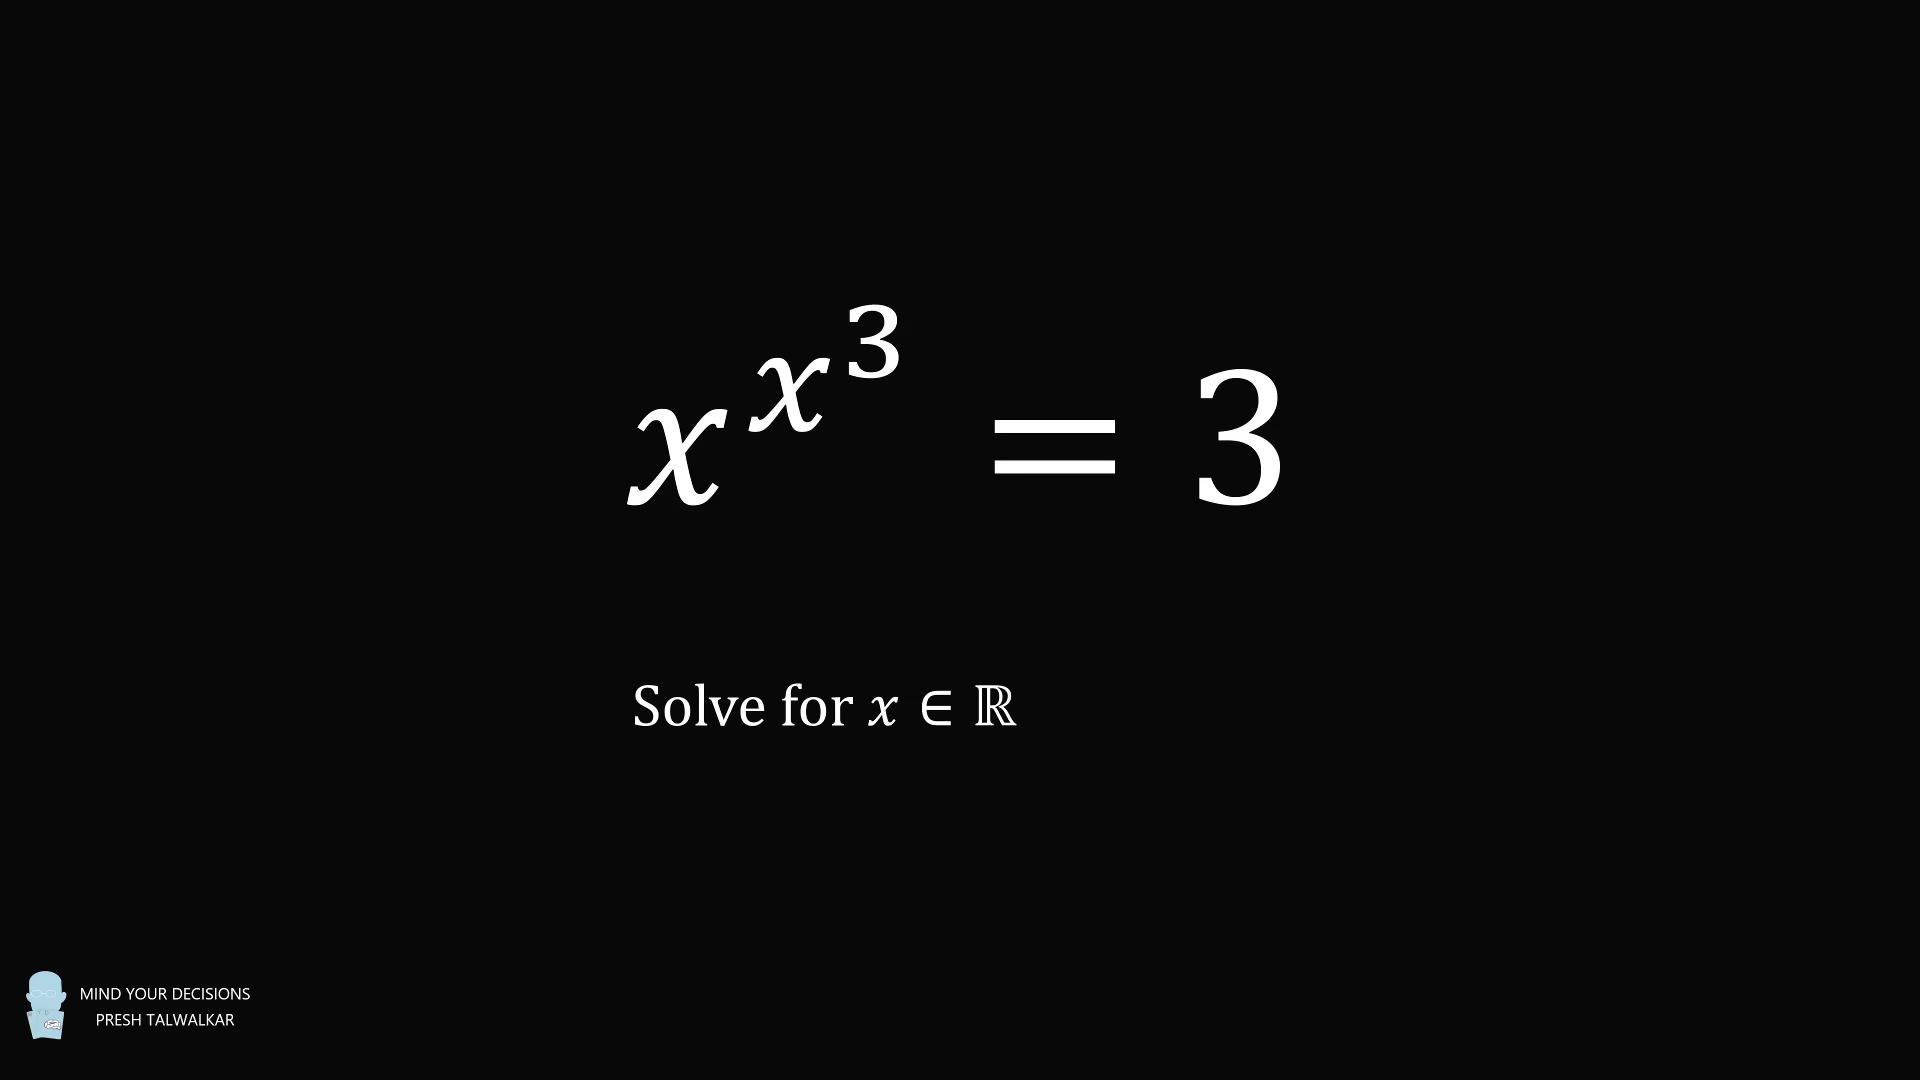 𝑥^𝑥^3 = 3
Solve for 𝑥 ∈ ℝ
MIND YOUR DECISIONS
PRESH TALWALKAR